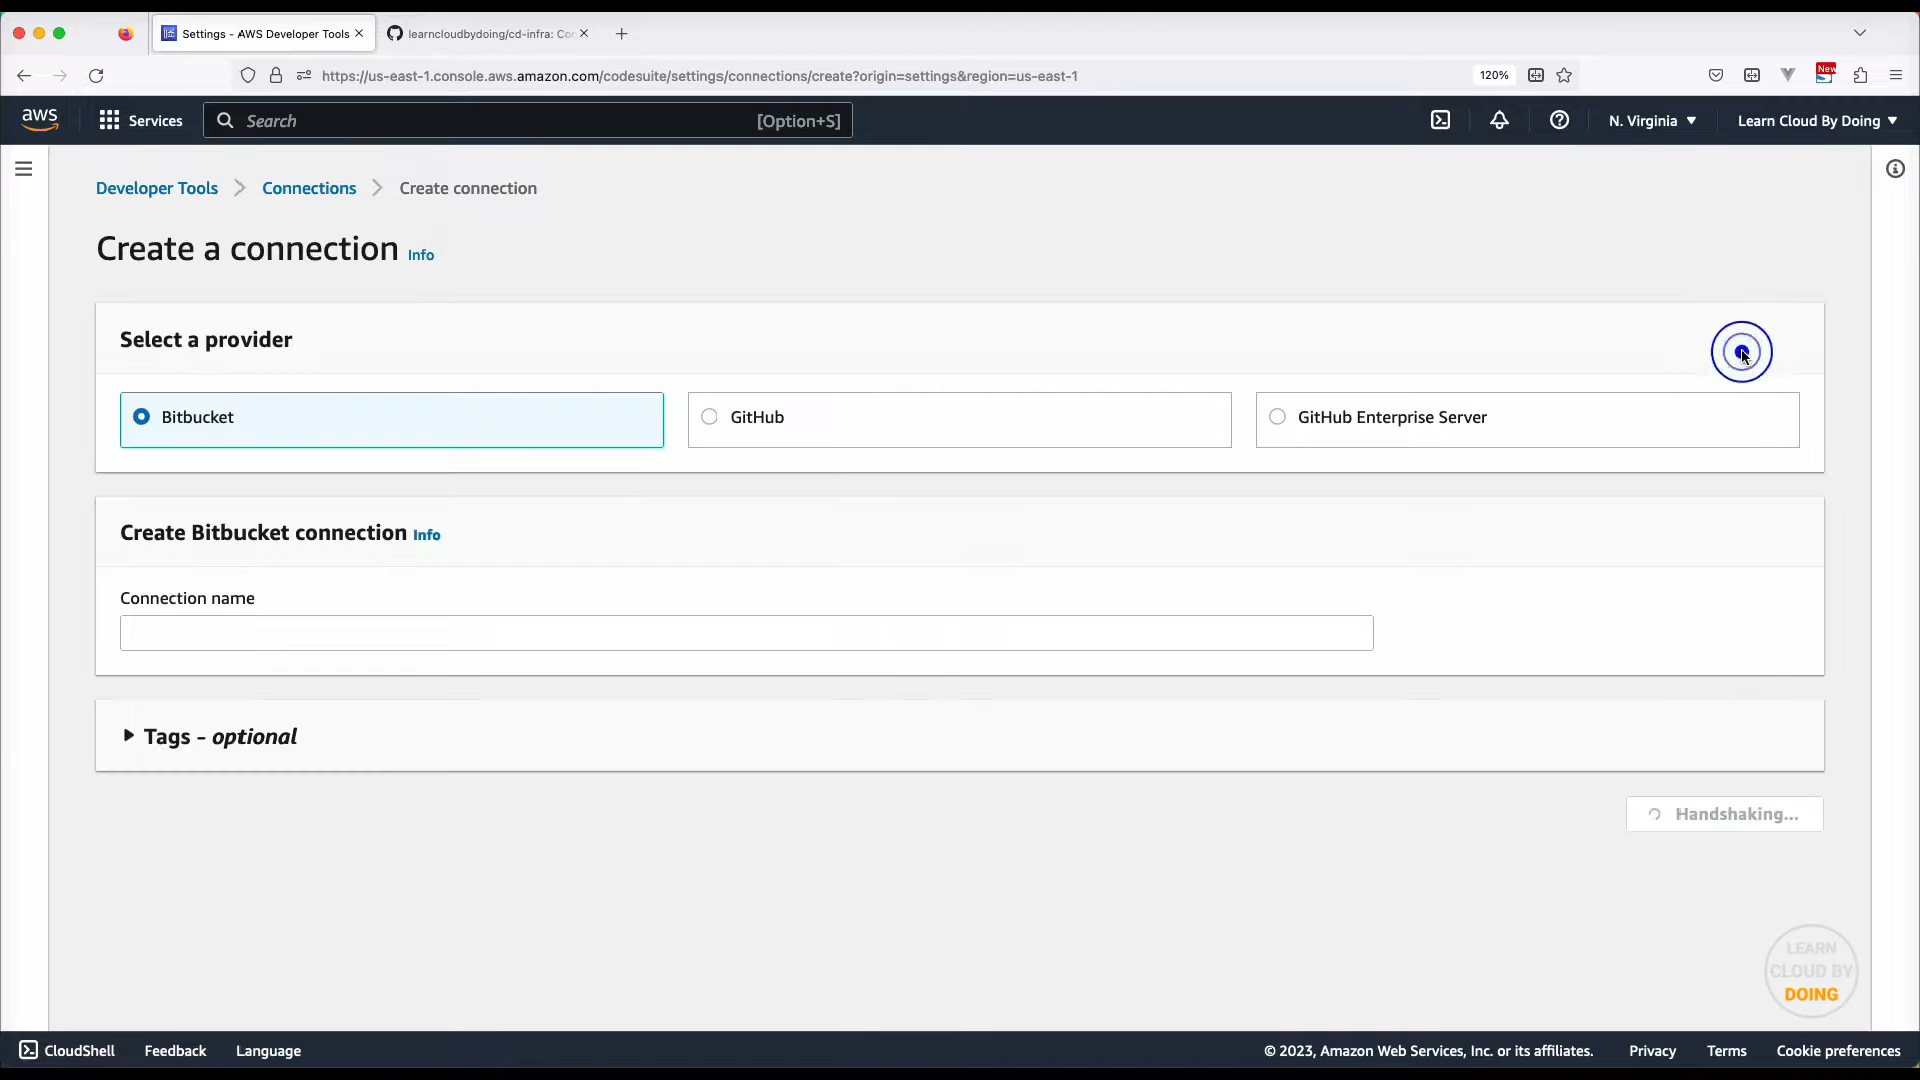 Settings - AWS Developer Tools
learncloudbydoing/cd-infra: Co
https://us-east-1.console.aws.amazon.com/codesuite/settings/connections/create?origin=settings&region=us-east-1
120%
New
aws
Services
Search
[Option+S]
N. Virginia
Learn Cloud By Doing
Developer Tools
Connections
Create connection
Create a connection Info
Select a provider
Bitbucket
GitHub
GitHub Enterprise Server
Create Bitbucket connection Info
Connection name
Tags - optional
Handshaking...
LEARN
CLOUD BY
DOING
CloudShell
Feedback
Language
© 2023, Amazon Web Services, Inc. or its affiliates.
Privacy
Terms
Cookie preferences